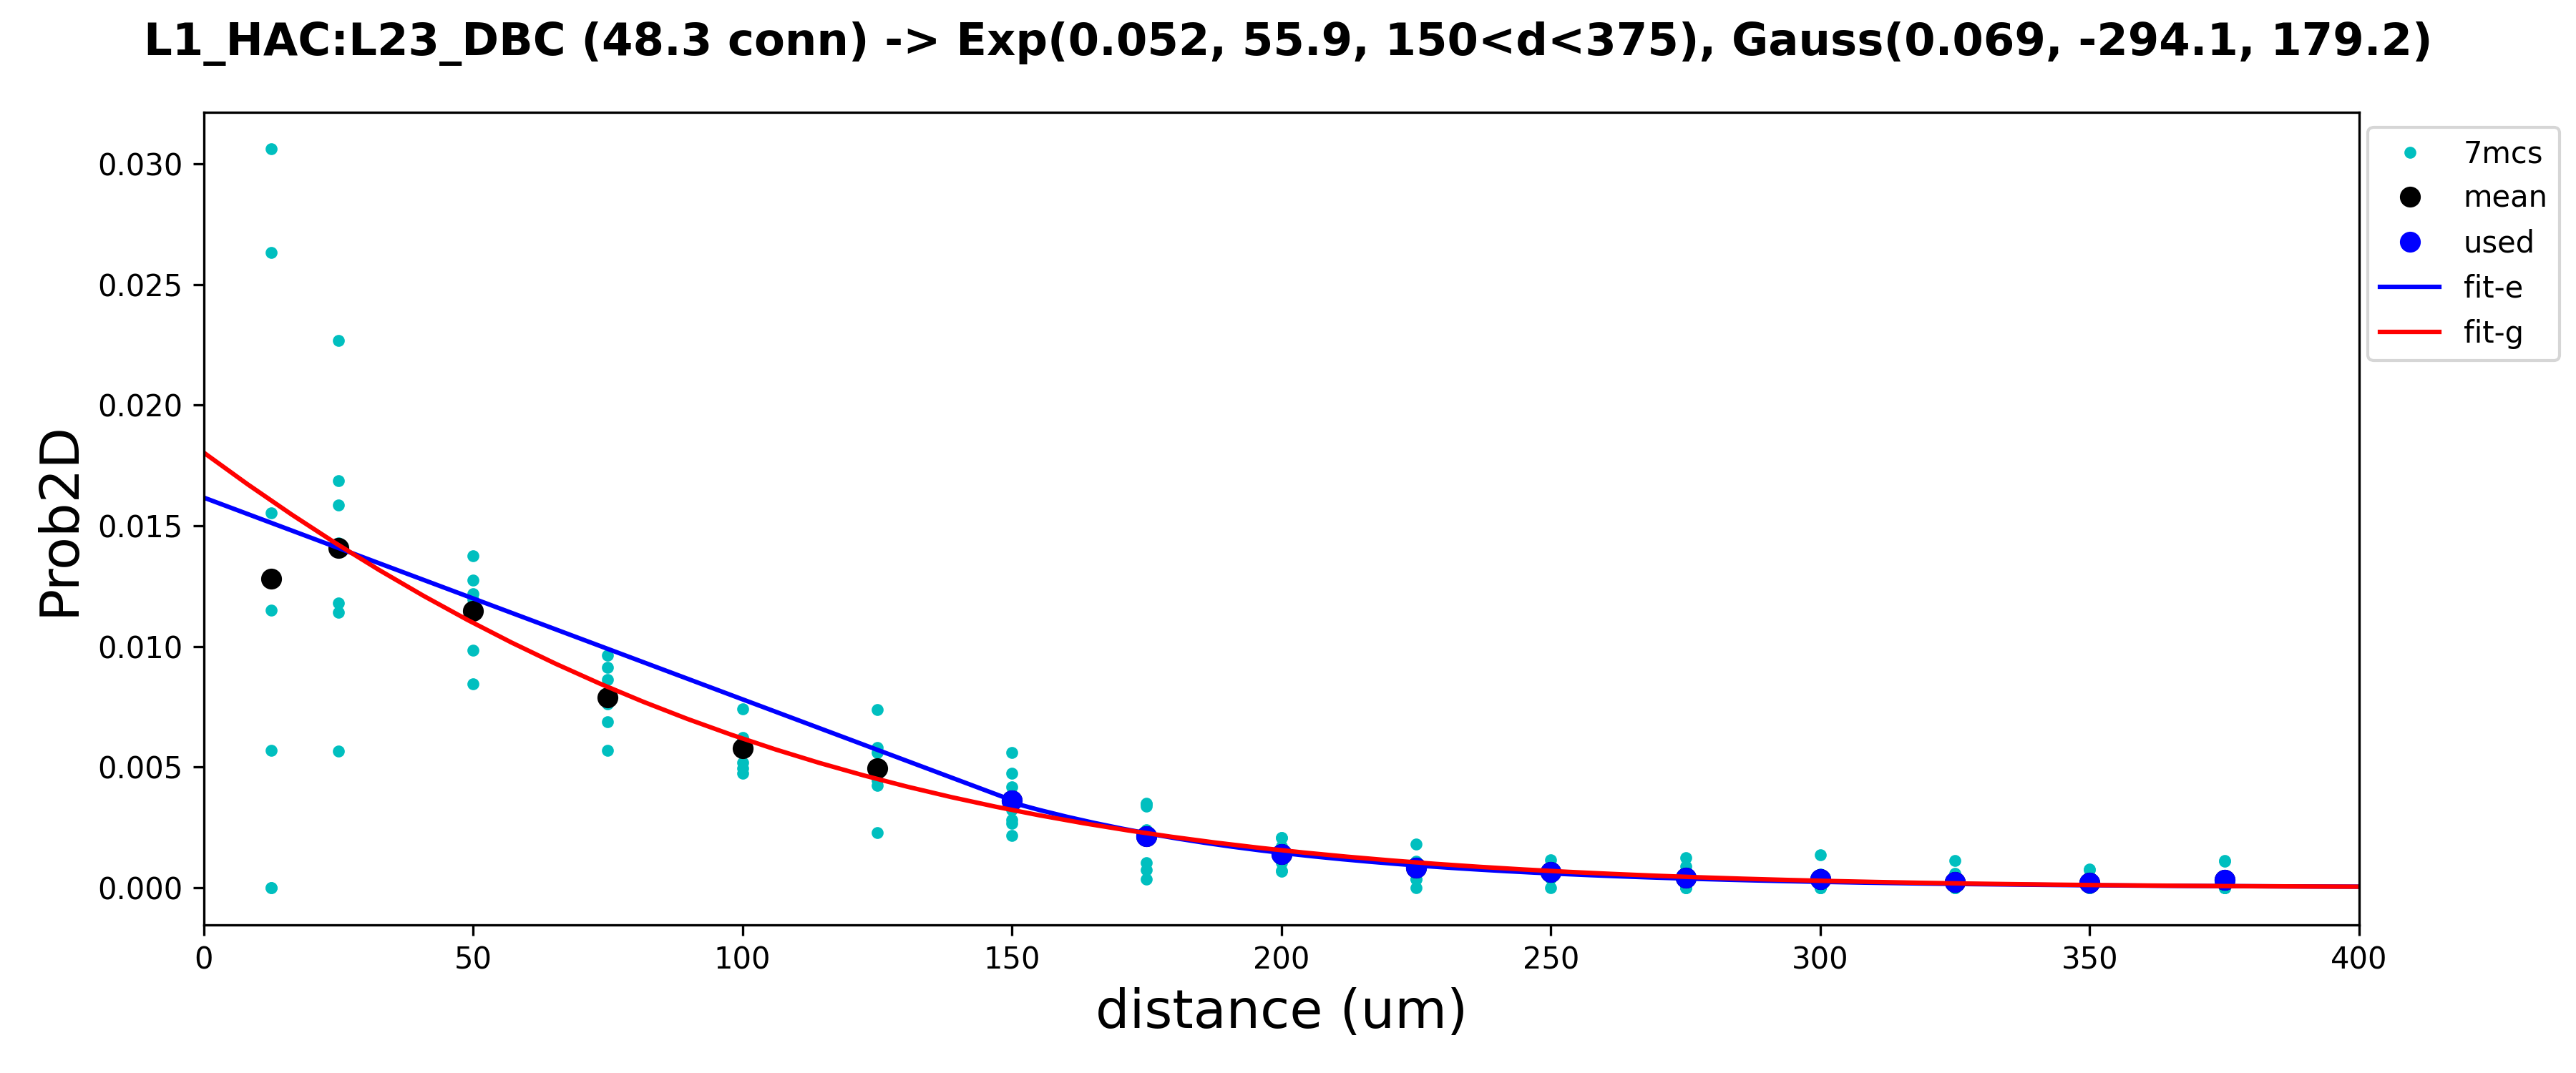 L1_HAC:L23_DBC (48.3 conn) -> Exp(0.052, 55.9, 150<d<375), Gauss(0.069, -294.1, 179.2)
7mcs
mean
used
fit-e
fit-g
Prob2D
0.030
0.025
0.020
0.015
0.010
0.005
0.000
0 50 100 150 200 250 300 350 400
distance (um)